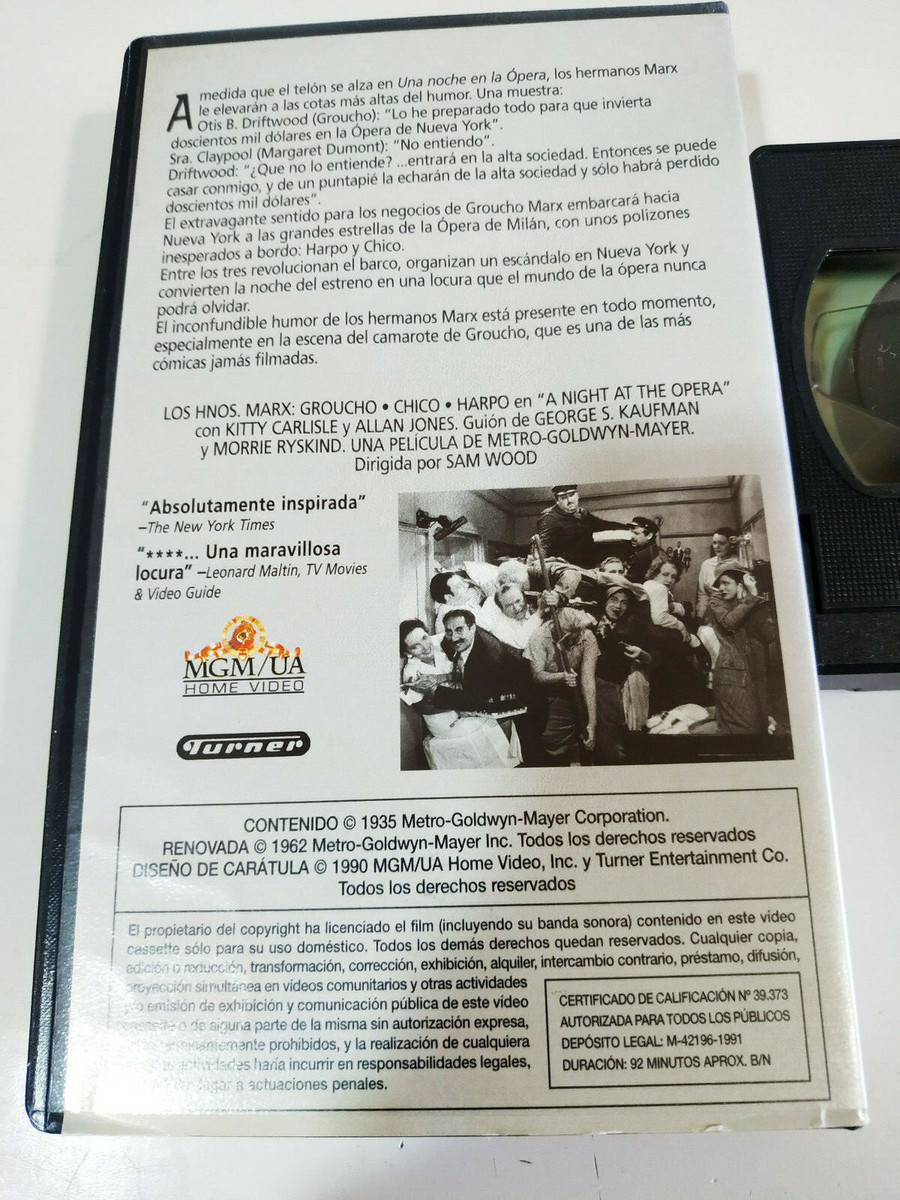 A medida que el telón se alza en Una noche en la Ópera, los hermanos Marx
le elevarán a las cotas más altas del humor. Una muestra:
Otis B. Driftwood (Groucho): "Lo he preparado todo para que invierta
doscientos mil dólares en la Ópera de Nueva York".
Sra. Claypool (Margaret Dumont): "No entiendo".
Driftwood: "¿Que no lo entiende? ...entrará en la alta sociedad. Entonces se puede
casar conmigo, y de un puntapié la echarán de la alta sociedad y sólo habrá perdido
doscientos mil dólares".
El extravagante sentido para los negocios de Groucho Marx embarcará hacia
Nueva York a las grandes estrellas de la Ópera de Milán, con unos polizones
inesperados a bordo: Harpo y Chico.
Entre los tres revolucionan el barco, organizan un escándalo en Nueva York y
convierten la noche del estreno en una locura que el mundo de la ópera nunca
podrá olvidar.
El inconfundible humor de los hermanos Marx está presente en todo momento,
especialmente en la escena del camarote de Groucho, que es una de las más
cómicas jamás filmadas.
LOS HNOS. MARX: GROUCHO • CHICO • HARPO en "A NIGHT AT THE OPERA"
con KITTY CARLISLE y ALLAN JONES. Guión de GEORGE S. KAUFMAN
y MORRIE RYSKIND. UNA PELÍCULA DE METRO-GOLDWYN-MAYER.
Dirigida por SAM WOOD
"Absolutamente inspirada"
–The New York Times
"****... Una maravillosa
locura" –Leonard Maltin, TV Movies
& Video Guide
MGM/UA
HOME VIDEO
Turner
CONTENIDO © 1935 Metro-Goldwyn-Mayer Corporation.
RENOVADA © 1962 Metro-Goldwyn-Mayer Inc. Todos los derechos reservados
DISEÑO DE CARÁTULA © 1990 MGM/UA Home Video, Inc. y Turner Entertainment Co.
Todos los derechos reservados
El propietario del copyright ha licenciado el film (incluyendo su banda sonora) contenido en este vídeo
cassette sólo para su uso doméstico. Todos los demás derechos quedan reservados. Cualquier copia,
edición o reducción, transformación, corrección, exhibición, alquiler, intercambio contrario, préstamo, difusión,
proyección simultánea en vídeos comunitarios y otras actividades
o emisión de exhibición y comunicación pública de este vídeo
o de alguna parte de la misma sin autorización expresa,
prohibidos, y la realización de cualquiera
actividades haría incurrir en responsabilidades legales,
a actuaciones penales.
CERTIFICADO DE CALIFICACIÓN Nº 39.373
AUTORIZADA PARA TODOS LOS PÚBLICOS
DEPÓSITO LEGAL: M-42196-1991
DURACIÓN: 92 MINUTOS APROX. B/N